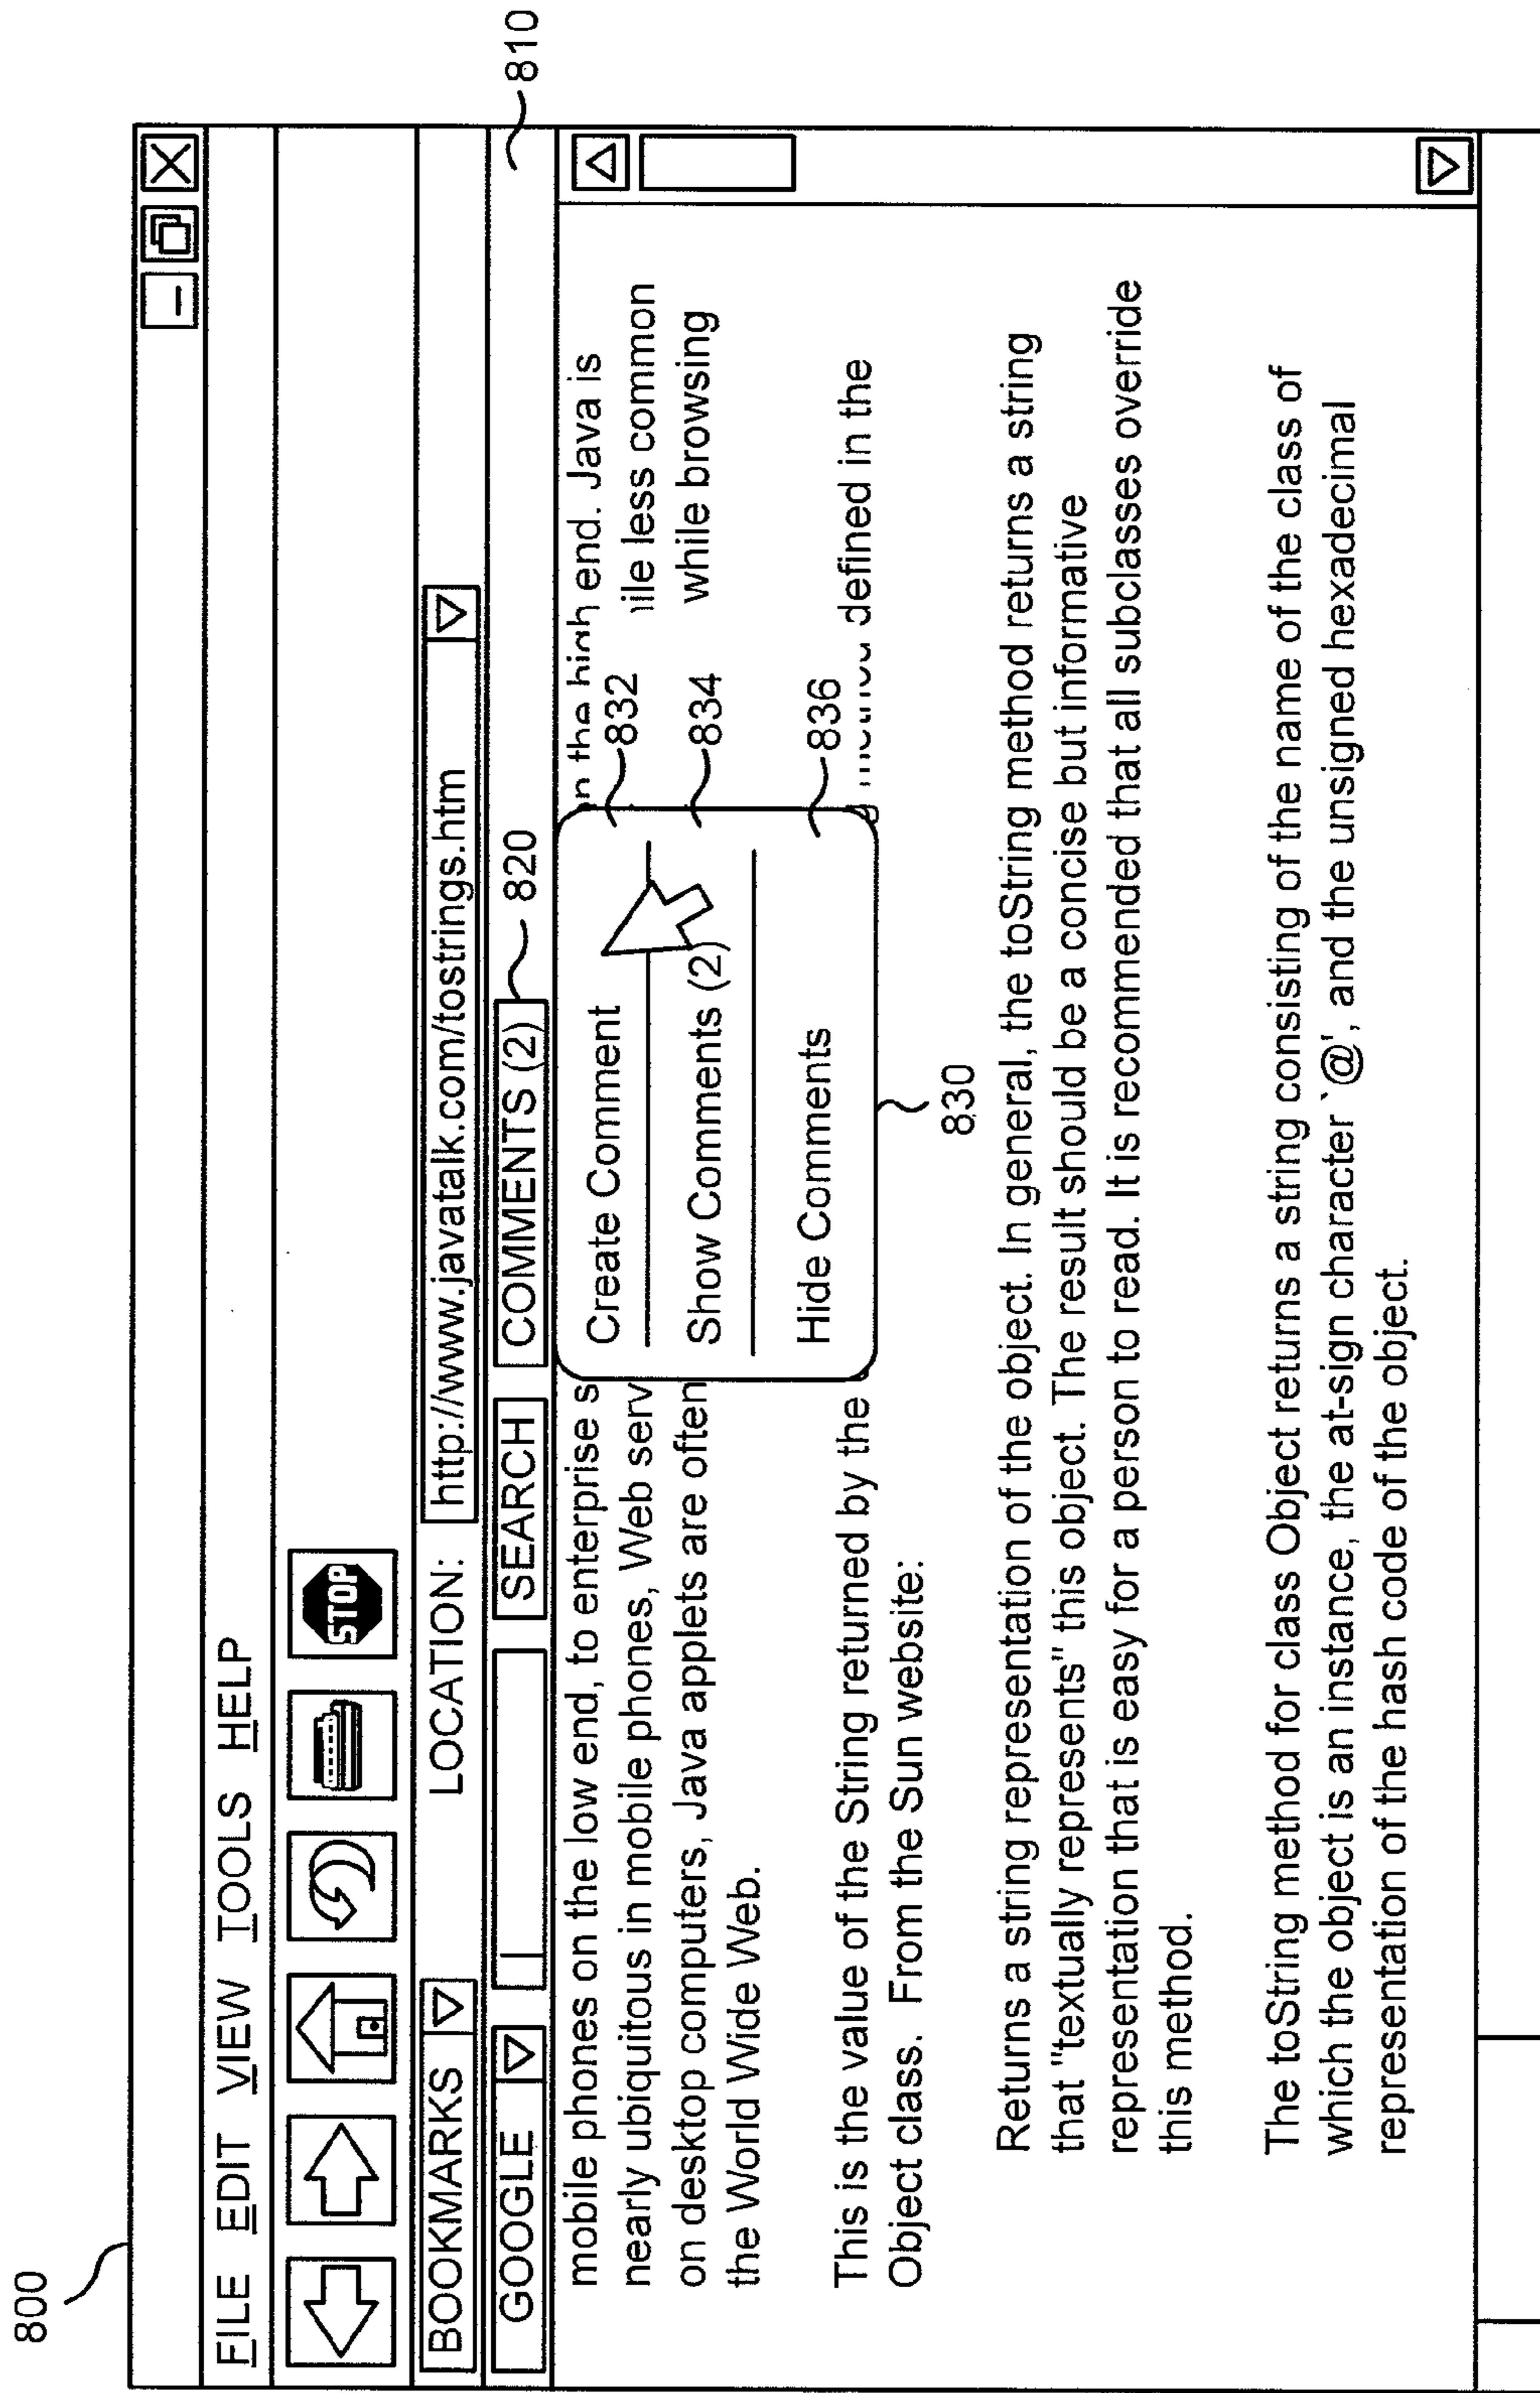 800
FILE EDIT VIEW TOOLS HELP
STOP
BOOKMARKS LOCATION: http://www.javatalk.com/tostrings.htm
GOOGLE SEARCH COMMENTS (2) 820 810
mobile phones on the low end, to enterprise s the high end. Java is
nearly ubiquitous in mobile phones, Web serv less common
on desktop computers, Java applets are often while browsing
the World Wide Web.
Create Comment 832
Show Comments (2) 834
Hide Comments 836
830
This is the value of the String returned by the defined in the
Object class. From the Sun website:
Returns a string representation of the object. In general, the toString method returns a string
that "textually represents" this object. The result should be a concise but informative
representation that is easy for a person to read. It is recommended that all subclasses override
this method.
The toString method for class Object returns a string consisting of the name of the class of
which the object is an instance, the at-sign character `@', and the unsigned hexadecimal
representation of the hash code of the object.